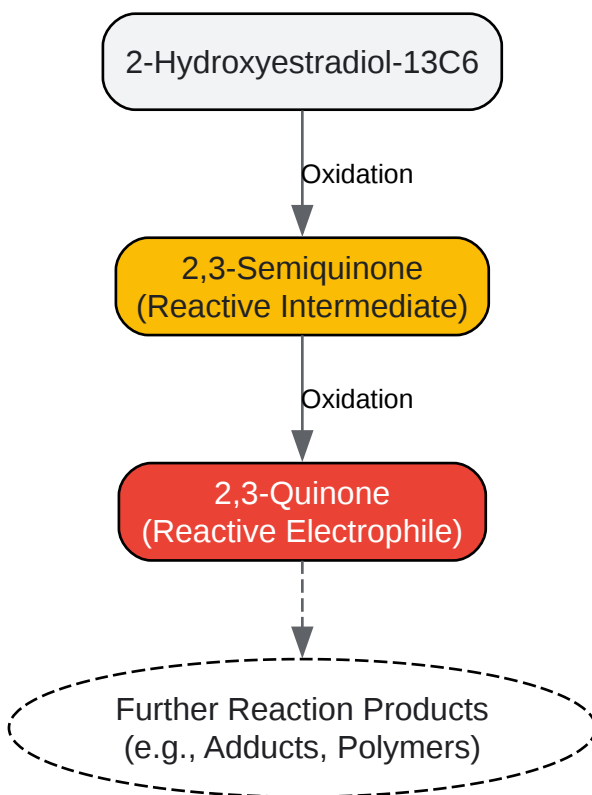 2-Hydroxyestradiol-13C6
Oxidation
2,3-Semiquinone
(Reactive Intermediate)
Oxidation
2,3-Quinone
(Reactive Electrophile)
Further Reaction Products
(e.g., Adducts, Polymers)